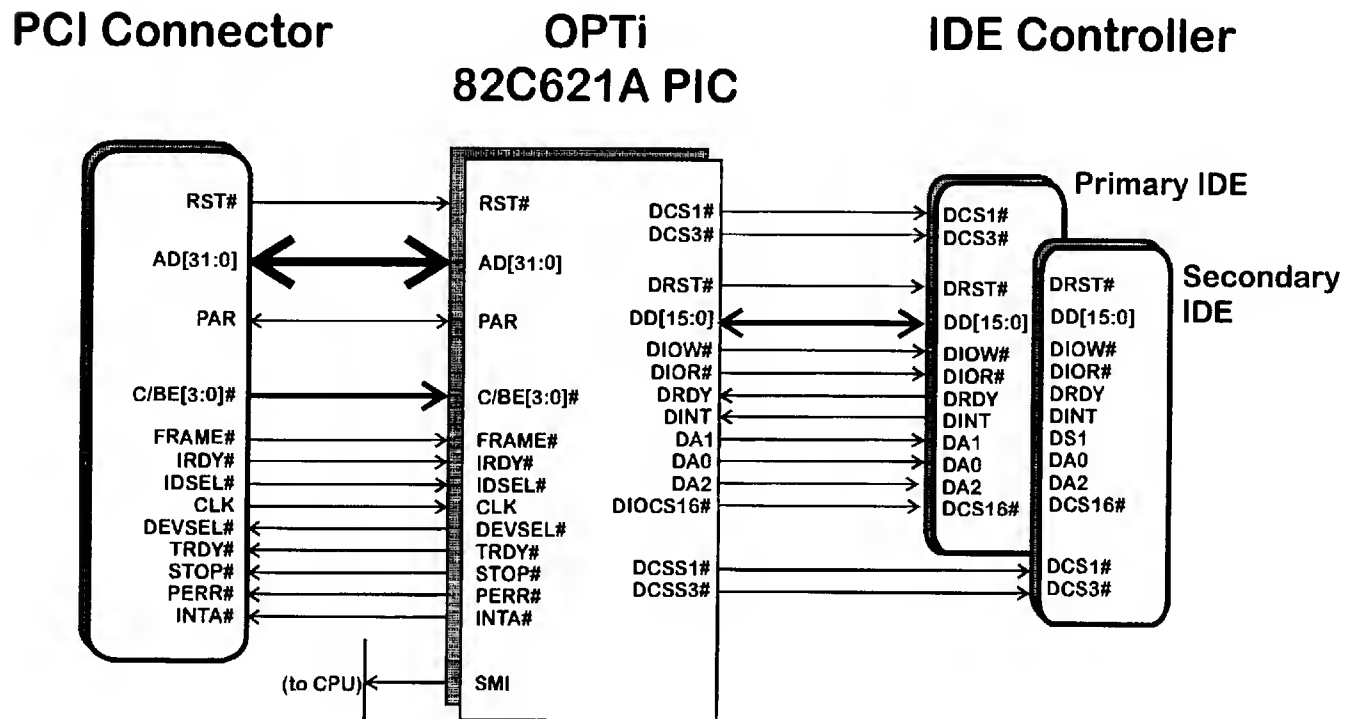 PCI Connector
OPTi
82C621A PIC
IDE Controller
RST#
AD[31:0]
PAR
C/BE[3:0]#
FRAME#
IRDY#
IDSEL#
CLK
DEVSEL#
TRDY#
STOP#
PERR#
INTA#
(to CPU)
RST#
AD[31:0]
PAR
C/BE[3:0]#
FRAME#
IRDY#
IDSEL#
CLK
DEVSEL#
TRDY#
STOP#
PERR#
INTA#
SMI
DCS1#
DCS3#
DRST#
DD[15:0]
DIOW#
DIOR#
DRDY
DINT
DA1
DA0
DA2
DIOCS16#
DCSS1#
DCSS3#
Primary IDE
DCS1#
DCS3#
DRST#
DD[15:0]
DIOW#
DIOR#
DRDY
DINT
DA1
DA0
DA2
DCS16#
Secondary
IDE
DRST#
DD[15:0]
DIOW#
DIOR#
DRDY
DINT
DS1
DA0
DA2
DCS16#
DCS1#
DCS3#